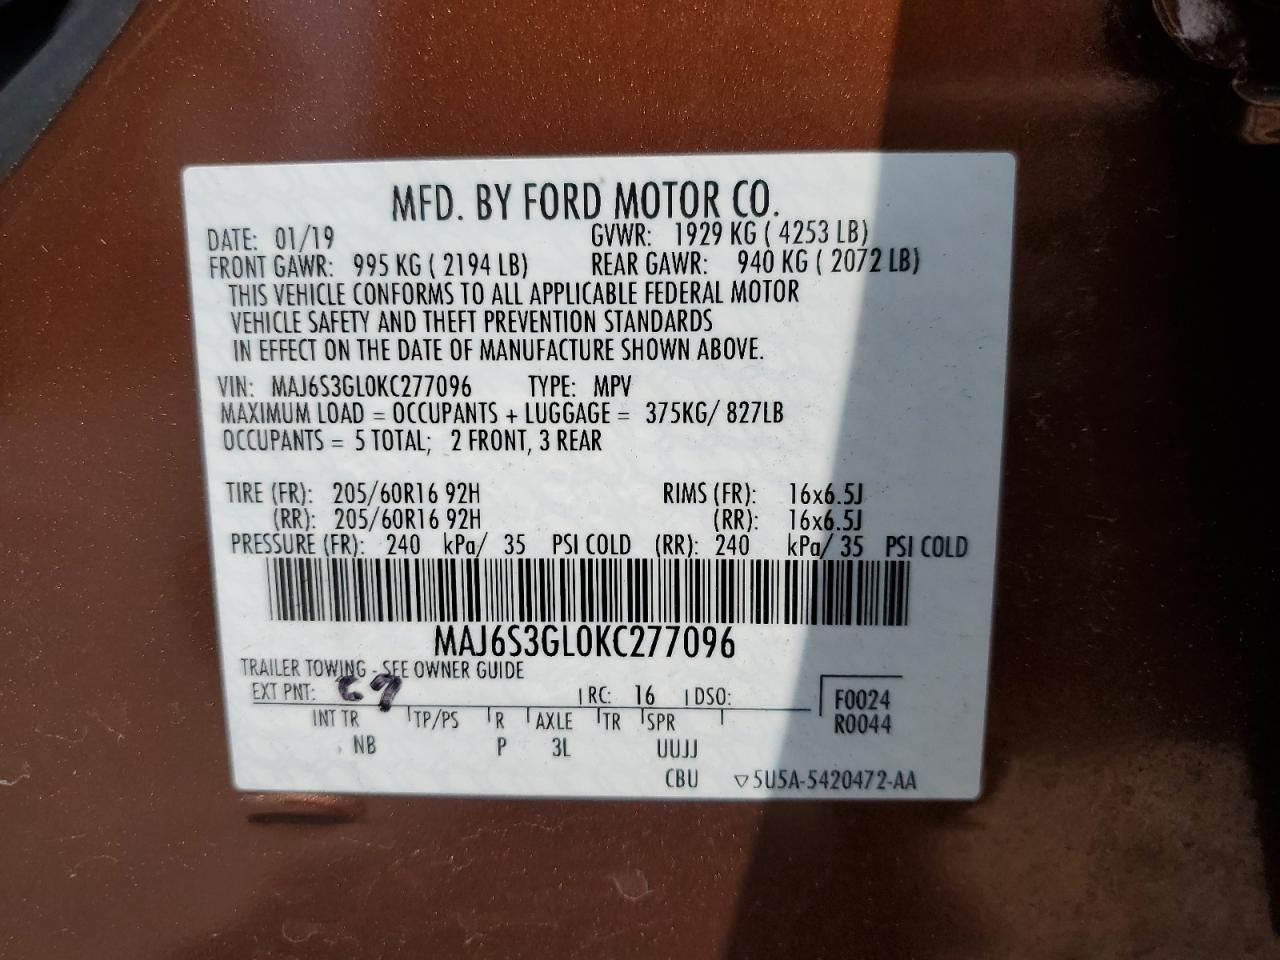 MFD. BY FORD MOTOR CO.
DATE: 01/19 GVWR: 1929 KG ( 4253 LB)
FRONT GAWR: 995 KG ( 2194 LB) REAR GAWR: 940 KG ( 2072 LB)
THIS VEHICLE CONFORMS TO ALL APPLICABLE FEDERAL MOTOR
VEHICLE SAFETY AND THEFT PREVENTION STANDARDS
IN EFFECT ON THE DATE OF MANUFACTURE SHOWN ABOVE.
VIN: MAJ6S3GL0KC277096 TYPE: MPV
MAXIMUM LOAD = OCCUPANTS + LUGGAGE = 375KG/ 827LB
OCCUPANTS = 5 TOTAL; 2 FRONT, 3 REAR
TIRE (FR): 205/60R16 92H RIMS (FR): 16x6.5J
(RR): 205/60R16 92H (RR): 16x6.5J
PRESSURE (FR): 240 kPa/ 35 PSI COLD (RR): 240 kPa/ 35 PSI COLD
MAJ6S3GL0KC277096
TRAILER TOWING - SEE OWNER GUIDE
EXT PNT: RC: 16 DSO: F0024
R0044
INT TR TP/PS R AXLE TR SPR
NB P 3L UUJJ
CBU ▽5U5A-5420472-AA